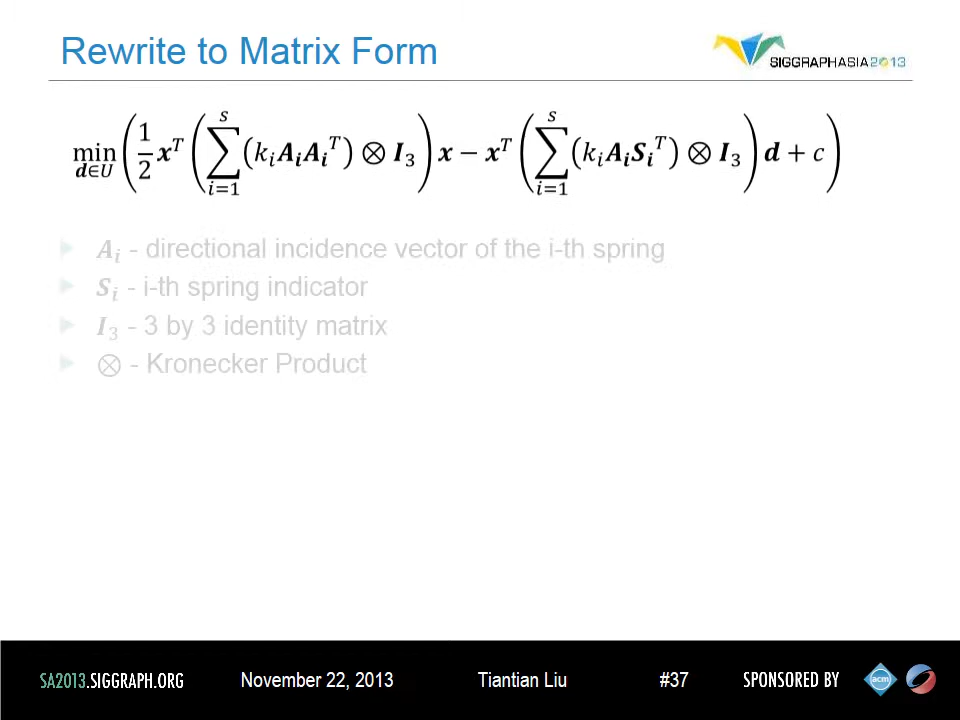 Rewrite to Matrix Form
SIGGRAPHASIA2013
min_{d∈U} ( 1/2 x^T ( ∑_{i=1}^{s} (k_i A_i A_i^T) ⊗ I_3 ) x − x^T ( ∑_{i=1}^{s} (k_i A_i S_i^T) ⊗ I_3 ) d + c )
A_i - directional incidence vector of the i-th spring
S_i - i-th spring indicator
I_3 - 3 by 3 identity matrix
⊗ - Kronecker Product
SA2013.SIGGRAPH.ORG November 22, 2013 Tiantian Liu #37 SPONSORED BY acm